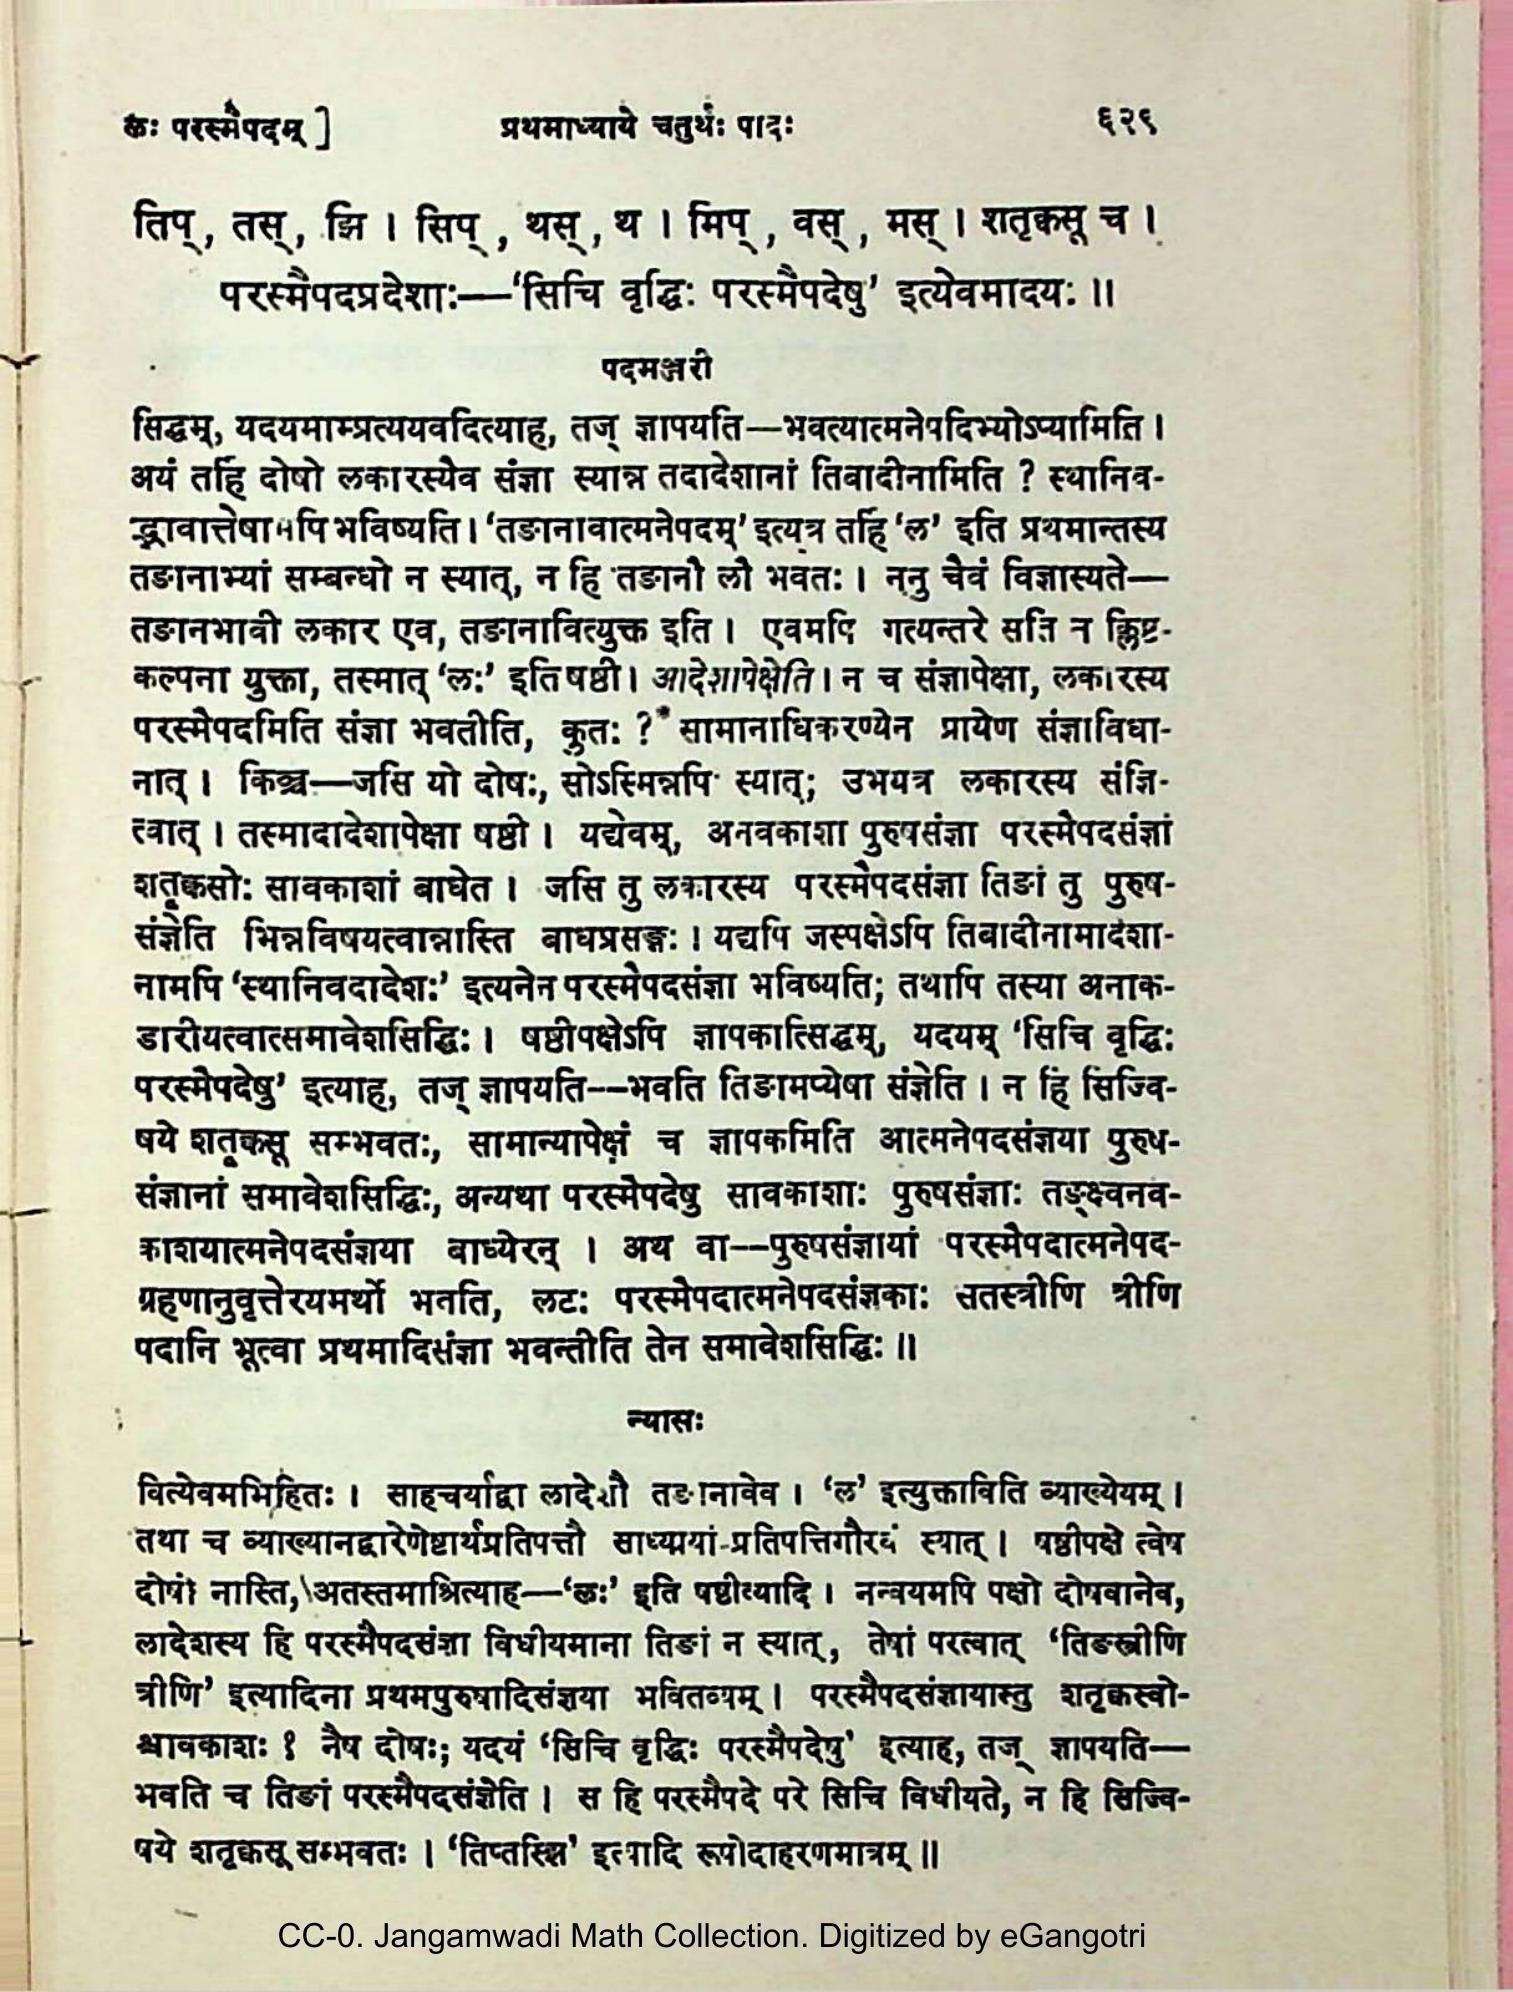 लः परस्मैपदम् ] प्रथमाध्याये चतुर्थः पादः ६२९
तिप्, तस्, झि । सिप्, थस्, थ । मिप्, वस्, मस् । शतृक्वसू च ।
परस्मैपदप्रदेशाः—‘सिचि वृद्धिः परस्मैपदेषु’ इत्येवमादयः ॥
पदमञ्जरी
सिद्धम्, यदयमाम्प्रत्ययवदित्याह, तज् ज्ञापयति—भवत्यात्मनेपदिभ्योऽप्यामिति ।
अयं तर्हि दोषो लकारस्यैव संज्ञा स्यान्न तदादेशानां तिबादीनामिति ? स्थानिव-
द्भावात्तेषामपि भविष्यति । ‘तङानावात्मनेपदम्’ इत्यत्र तर्हि ‘ल’ इति प्रथमान्तस्य
तङानाभ्यां सम्बन्धो न स्यात्, न हि तङानौ लौ भवतः । ननु चैवं विज्ञास्यते—
तङानभावी लकार एव, तङानावित्युक्त इति । एवमपि गत्यन्तरे सति न क्लिष्ट-
कल्पना युक्ता, तस्मात् ‘लः’ इति षष्ठी । आदेशापेक्षेति । न च संज्ञापेक्षा, लकारस्य
परस्मैपदमिति संज्ञा भवतीति, कुतः ? सामानाधिकरण्येन प्रायेण संज्ञाविधा-
नात् । किञ्च—जसि यो दोषः, सोऽस्मिन्नपि स्यात्; उभयत्र लकारस्य संज्ञि-
त्वात् । तस्मादादेशापेक्षा षष्ठी । यद्येवम्, अनवकाशा पुरुषसंज्ञा परस्मैपदसंज्ञां
शतृक्वसोः सावकाशां बाधेत । जसि तु लकारस्य परस्मैपदसंज्ञा तिङां तु पुरुष-
संज्ञेति भिन्नविषयत्वान्नास्ति बाधप्रसङ्गः । यद्यपि जस्पक्षेऽपि तिबादीनामादेशा-
नामपि ‘स्थानिवदादेशः’ इत्यनेन परस्मैपदसंज्ञा भविष्यति; तथापि तस्या अनाक-
डारीयत्वात्समावेशसिद्धिः । षष्ठीपक्षेऽपि ज्ञापकात्सिद्धम्, यदयम् ‘सिचि वृद्धिः
परस्मैपदेषु’ इत्याह, तज् ज्ञापयति--भवति तिङामप्येषा संज्ञेति । न हि सिज्वि-
षये शतृक्वसू सम्भवतः, सामान्यापेक्षं च ज्ञापकमिति आत्मनेपदसंज्ञया पुरुष-
संज्ञानां समावेशसिद्धिः, अन्यथा परस्मैपदेषु सावकाशाः पुरुषसंज्ञाः तङ्क्ष्वनव-
काशयात्मनेपदसंज्ञया बाध्येरन् । अथ वा--पुरुषसंज्ञायां परस्मैपदात्मनेपद-
ग्रहणानुवृत्तेरयमर्थो भवति, लटः परस्मैपदात्मनेपदसंज्ञकाः सतस्त्रीणि त्रीणि
पदानि भूत्वा प्रथमादिसंज्ञा भवन्तीति तेन समावेशसिद्धिः ॥
न्यासः
वित्येवमभिहितः । साहचर्याद्वा लादेशौ तङानावेव । ‘ल’ इत्युक्ताविति व्याख्येयम् ।
तथा च व्याख्यानद्वारेणेष्टार्थप्रतिपत्तौ प्रतिपत्तिगौरवं स्यात् । षष्ठीपक्षे त्वेष
दोषो नास्ति, अतस्तमाश्रित्याह—‘लः’ इति षष्ठीत्यादि । नन्वयमपि पक्षो दोषवानेव,
लादेशस्य हि परस्मैपदसंज्ञा विधीयमाना तिङां न स्यात्, तेषां परत्वात् ‘तिङस्त्रीणि
त्रीणि’ इत्यादिना प्रथमपुरुषादिसंज्ञया भवितव्यम् । परस्मैपदसंज्ञायास्तु शतृक्वस्वो-
श्चावकाशः ? नैष दोषः; यदयं ‘सिचि वृद्धिः परस्मैपदेषु’ इत्याह, तज् ज्ञापयति—
भवति च तिङां परस्मैपदसंज्ञेति । स हि परस्मैपदे परे सिचि विधीयते, न हि सिज्वि-
षये शतृक्वसू सम्भवतः । ‘तिप्तस्झि’ इत्यादि रूपोदाहरणमात्रम् ॥
CC-0. Jangamwadi Math Collection. Digitized by eGangotri